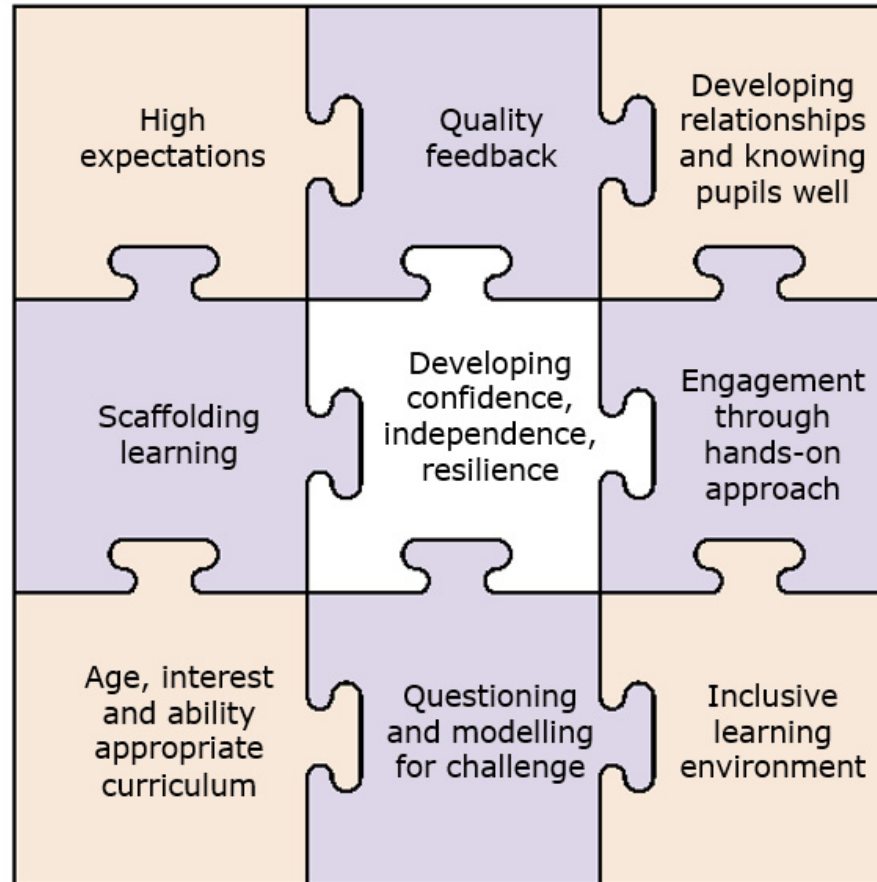 High
expectations
Quality
feedback
Developing
relationships
and knowing
pupils well
Scaffolding
learning
Developing
confidence,
independence,
resilience
Engagement
through
hands-on
approach
Age, interest
and ability
appropriate
curriculum
Questioning
and modelling
for challenge
Inclusive
learning
environment